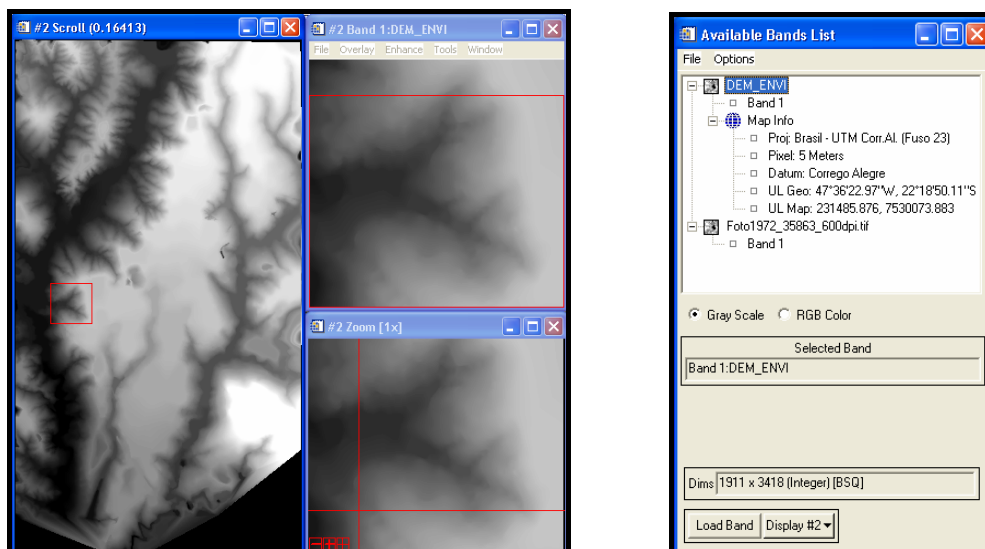 #2 Scroll (0.16413)
#2 Band 1:DEM_ENVI
File Overlay Enhance Tools Window
#2 Zoom [1x]
Available Bands List
File Options
DEM_ENVI
Band 1
Map Info
Proj: Brasil - UTM Corr.Al. (Fuso 23)
Pixel: 5 Meters
Datum: Corrego Alegre
UL Geo: 47°36'22.97"W, 22°18'50.11"S
UL Map: 231485.876, 7530073.883
Foto1972_35863_600dpi.tif
Band 1
Gray Scale RGB Color
Selected Band
Band 1:DEM_ENVI
Dims 1911 x 3418 (Integer) [BSQ]
Load Band Display #2